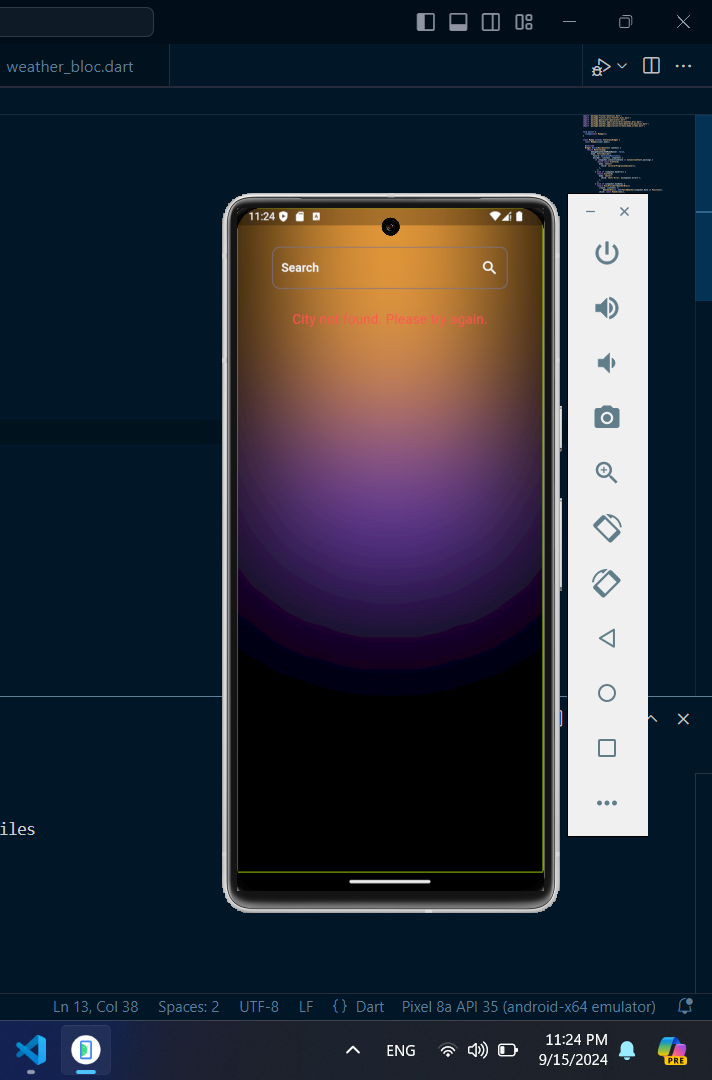 weather_bloc.dart
11:24
Search
City not found. Please try again.
iles
Ln 13, Col 38
Spaces: 2
UTF-8
LF
{ } Dart
Pixel 8a API 35 (android-x64 emulator)
ENG
11:24 PM
9/15/2024
PRE